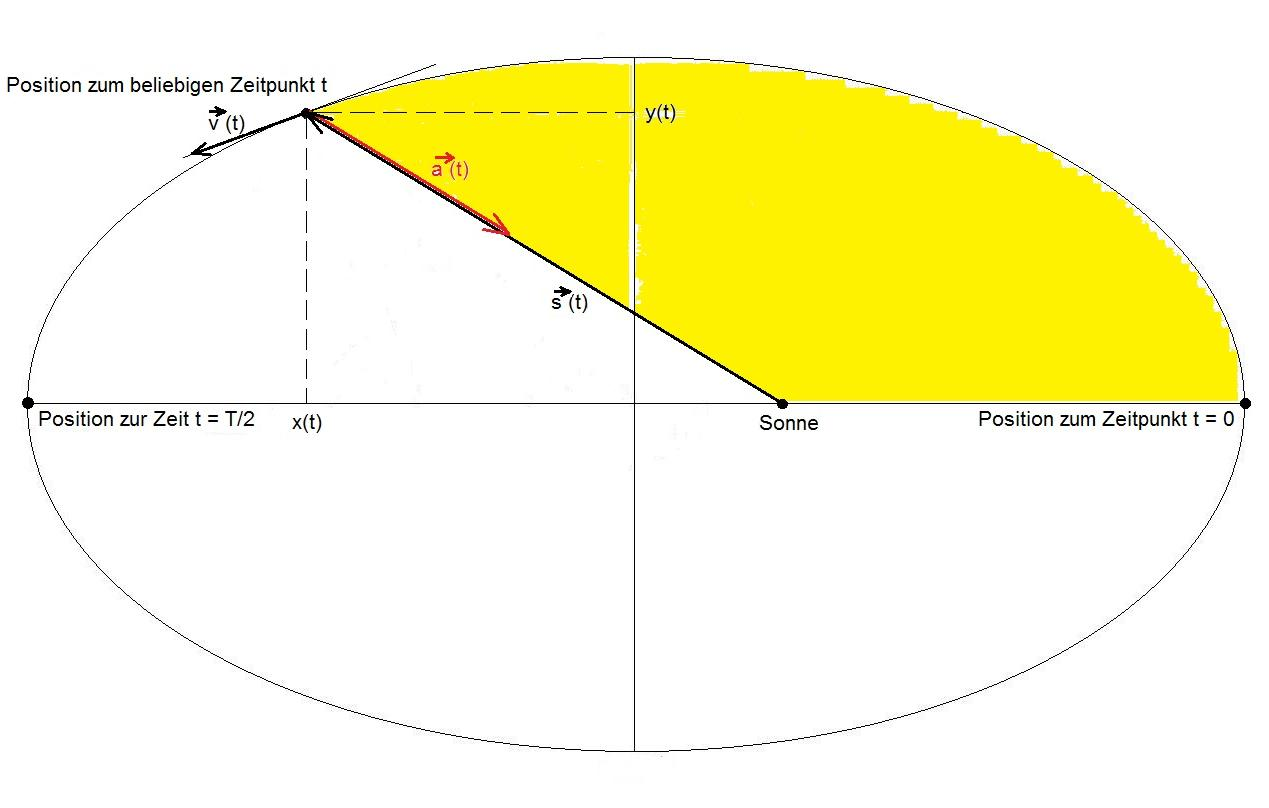 Position zum beliebigen Zeitpunkt t
v⃗ (t)
y(t)
a⃗ (t)
s⃗ (t)
Position zur Zeit t = T/2
x(t)
Sonne
Position zum Zeitpunkt t = 0